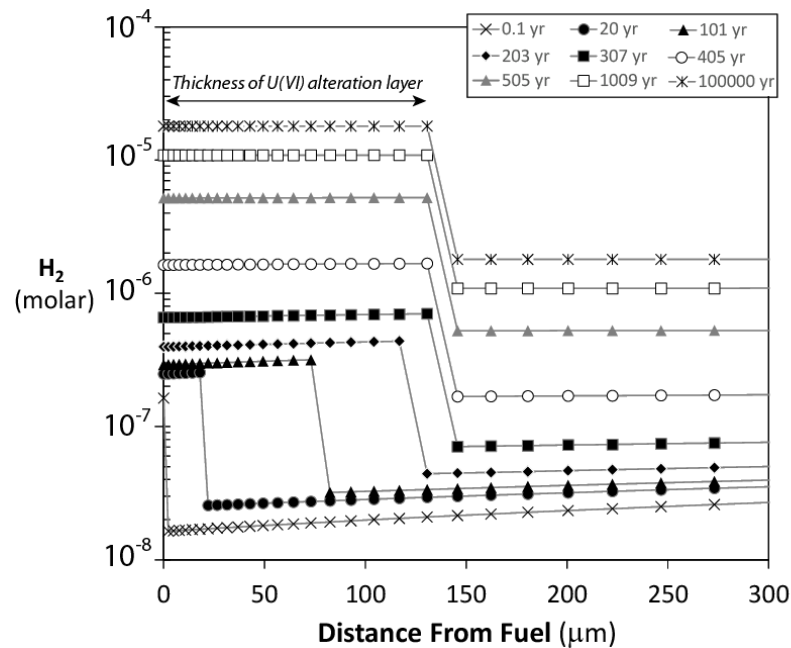 10-4
0.1 yr 20 yr 101 yr
203 yr 307 yr 405 yr
505 yr 1009 yr 100000 yr
Thickness of U(VI) alteration layer
10-5
H2
(molar)
10-6
10-7
10-8
0 50 100 150 200 250 300
Distance From Fuel (μm)